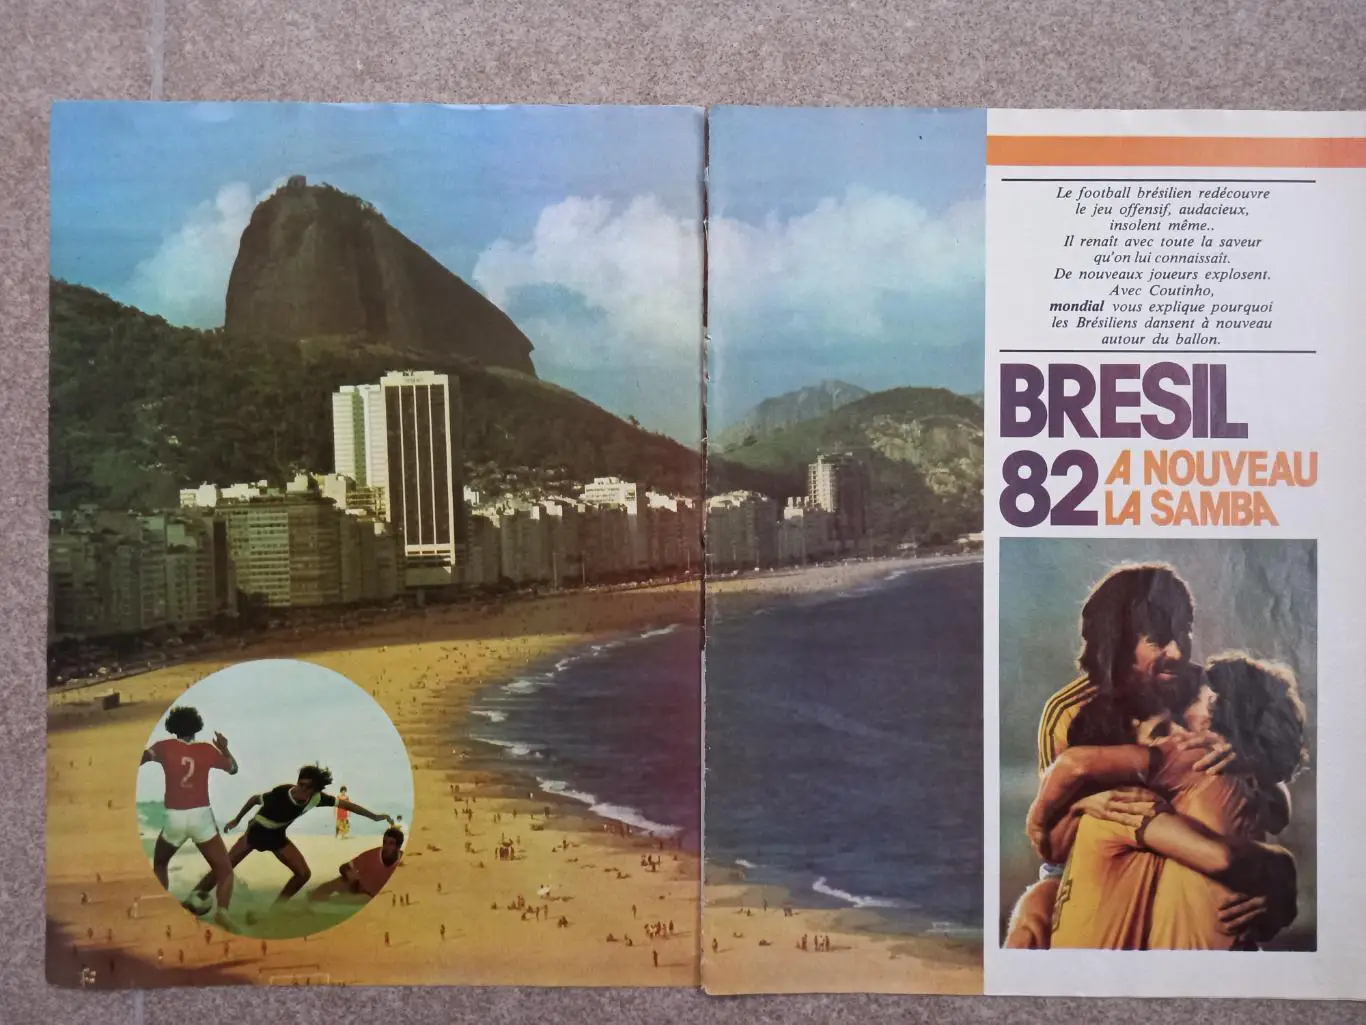 Le football brésilien redécouvre
le jeu offensif, audacieux,
insolent même..
Il renaît avec toute la saveur
qu'on lui connaissaît.
De nouveaux joueurs explosent.
Avec Coutinho,
mondial vous explique pourquoi
les Brésiliens dansent à nouveau
autour du ballon.
BRESIL
82 A NOUVEAU
LA SAMBA
2